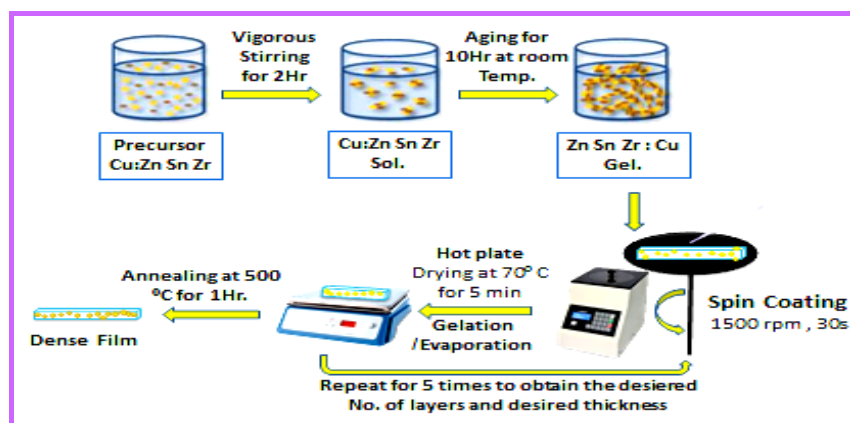 Vigorous
Stirring
for 2Hr
Aging for
10Hr at room
Temp.
Precursor
Cu:Zn Sn Zr
Cu:Zn Sn Zr
Sol.
Zn Sn Zr : Cu
Gel.
Spin Coating
1500 rpm , 30s
Hot plate
Drying at 70⁰ C
for 5 min
Gelation
/Evaporation
Annealing at 500
⁰C for 1Hr.
Dense Film
Repeat for 5 times to obtain the desiered
No. of layers and desired thickness